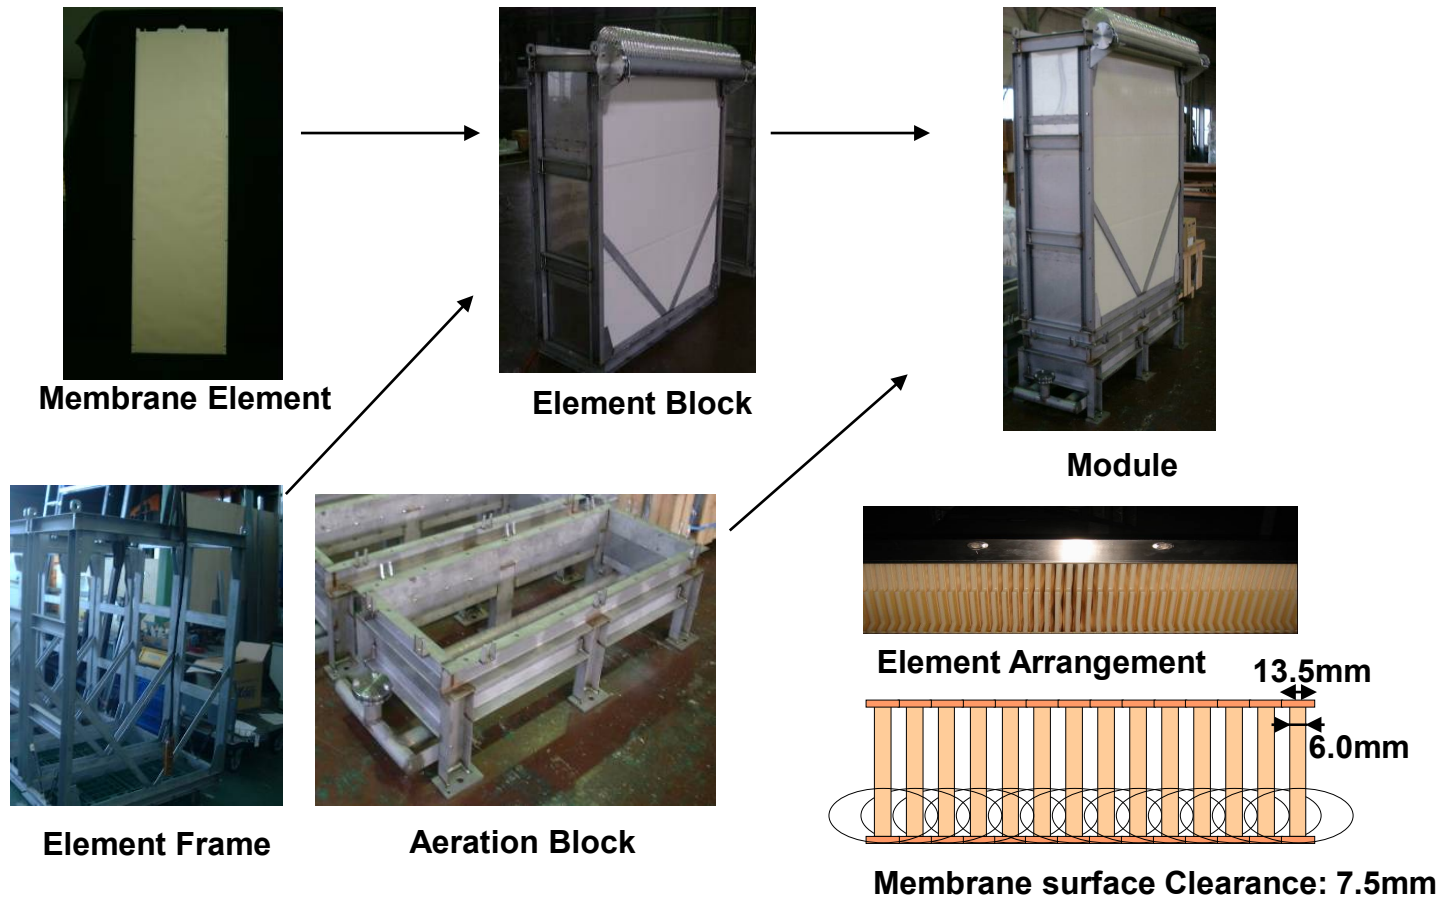 Membrane Element
Element Block
Module
Element Frame
Aeration Block
Element Arrangement
13.5mm
6.0mm
Membrane surface Clearance: 7.5mm